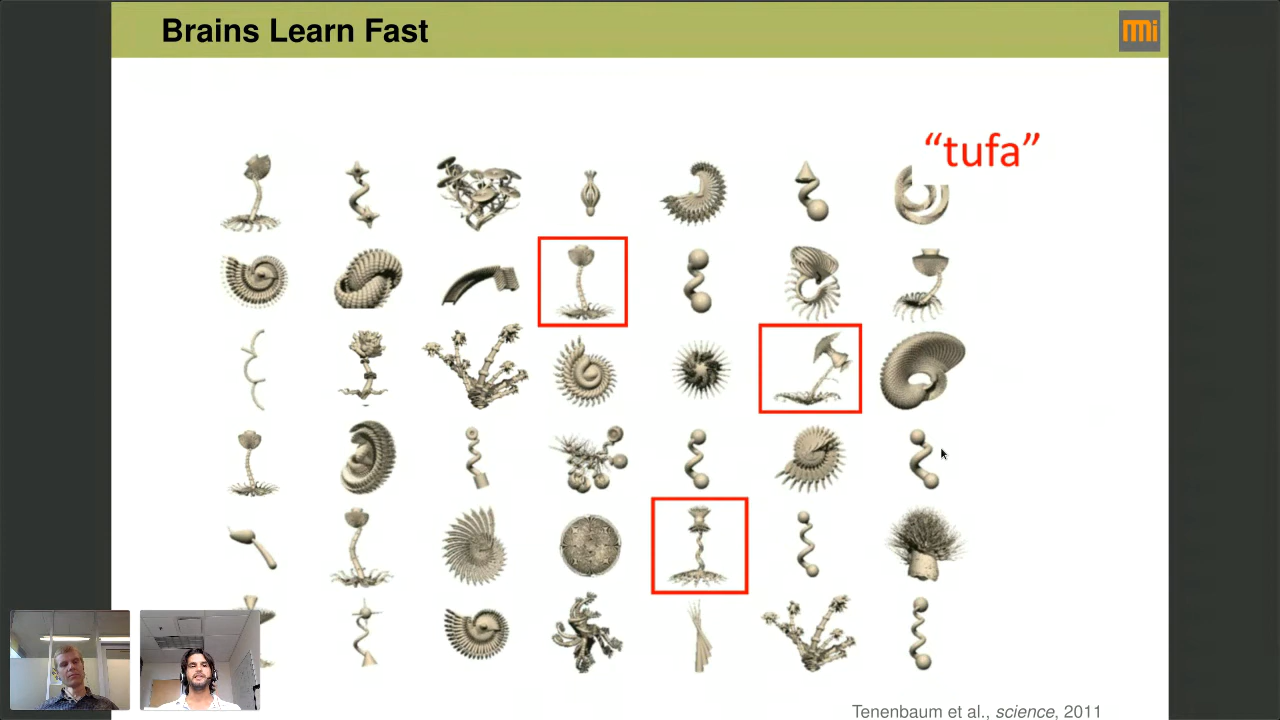 Brains Learn Fast
“tufa”
Tenenbaum et al., science, 2011